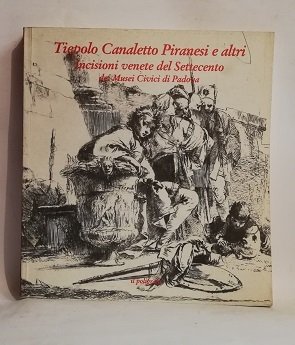 Tiepolo Canaletto Piranesi e altri
incisioni venete del Settecento
dei Musei Civici di Padova
il poligrafo